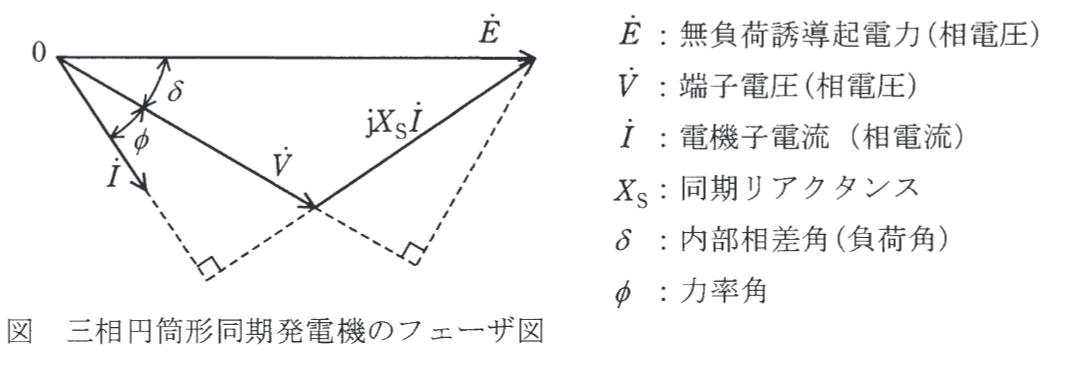 0
Ė
δ
ϕ
jX_Sİ
V̇
İ
Ė：無負荷誘導起電力(相電圧)
V̇：端子電圧(相電圧)
İ：電機子電流 (相電流)
X_S：同期リアクタンス
δ：内部相差角(負荷角)
ϕ：力率角
図　三相円筒形同期発電機のフェーザ図